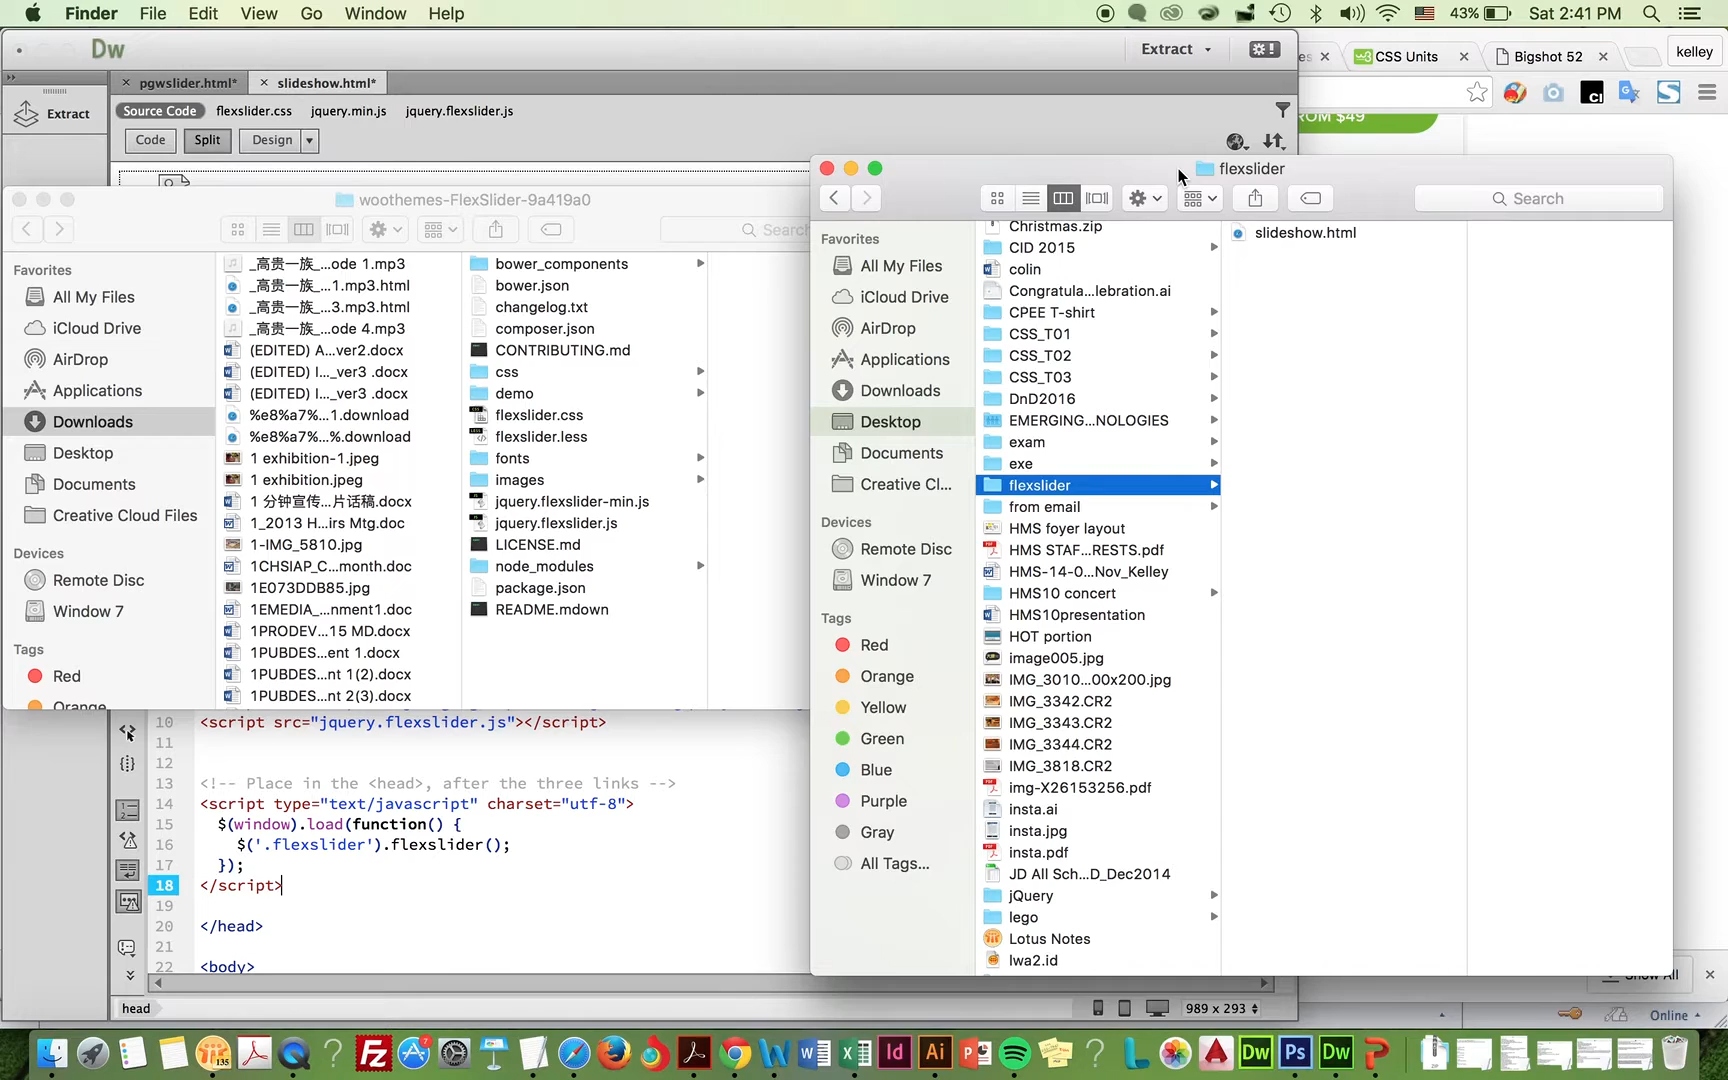 Finder File Edit View Go Window Help
43% Sat 2:41 PM
Dw
Extract
CSS Units
Bigshot 52
kelley
pgwslider.html*
slideshow.html*
Extract
Source Code flexslider.css jquery.min.js jquery.flexslider.js
Code Split Design
woothemes-FlexSlider-9a419a0
Search
Favorites
All My Files
iCloud Drive
AirDrop
Applications
Downloads
Desktop
Documents
Creative Cloud Files
Devices
Remote Disc
Window 7
Tags
Red
Orange
_高贵一族_...ode 1.mp3
_高贵一族_...1.mp3.html
_高贵一族_...3.mp3.html
_高贵一族_...ode 4.mp3
(EDITED) A...ver2.docx
(EDITED) I..._ver3 .docx
(EDITED) I..._ver3 .docx
%e8%a7%...1.download
%e8%a7%...%.download
1 exhibition-1.jpeg
1 exhibition.jpeg
1 分钟宣传...片话稿.docx
1_2013 H...irs Mtg.doc
1-IMG_5810.jpg
1CHSIAP_C...month.doc
1E073DDB85.jpg
1EMEDIA_...nment1.doc
1PRODEV...15 MD.docx
1PUBDES...ent 1.docx
1PUBDES...nt 1(2).docx
1PUBDES...nt 2(3).docx
bower_components
bower.json
changelog.txt
composer.json
CONTRIBUTING.md
css
demo
flexslider.css
flexslider.less
fonts
images
jquery.flexslider-min.js
jquery.flexslider.js
LICENSE.md
node_modules
package.json
README.mdown
flexslider
Search
Favorites
All My Files
iCloud Drive
AirDrop
Applications
Downloads
Desktop
Documents
Creative Cl...
Devices
Remote Disc
Window 7
Tags
Red
Orange
Yellow
Green
Blue
Purple
Gray
All Tags...
Christmas.zip
CID 2015
colin
Congratula...lebration.ai
CPEE T-shirt
CSS_T01
CSS_T02
CSS_T03
DnD2016
EMERGING...NOLOGIES
exam
exe
flexslider
from email
HMS foyer layout
HMS STAF...RESTS.pdf
HMS-14-0...Nov_Kelley
HMS10 concert
HMS10presentation
HOT portion
image005.jpg
IMG_3010...00x200.jpg
IMG_3342.CR2
IMG_3343.CR2
IMG_3344.CR2
IMG_3818.CR2
img-X26153256.pdf
insta.ai
insta.jpg
insta.pdf
JD All Sch...D_Dec2014
jQuery
lego
Lotus Notes
lwa2.id
slideshow.html
10 <script src="jquery.flexslider.js"></script>
11
12
13 <!-- Place in the <head>, after the three links -->
14 <script type="text/javascript" charset="utf-8">
15 $(window).load(function() {
16 $('.flexslider').flexslider();
17 });
18 </script>
19
20 </head>
21
22 <body>
head
989 x 293
Show All
Online
135
Fz
W
Id
Ai
Dw
Ps
Dw